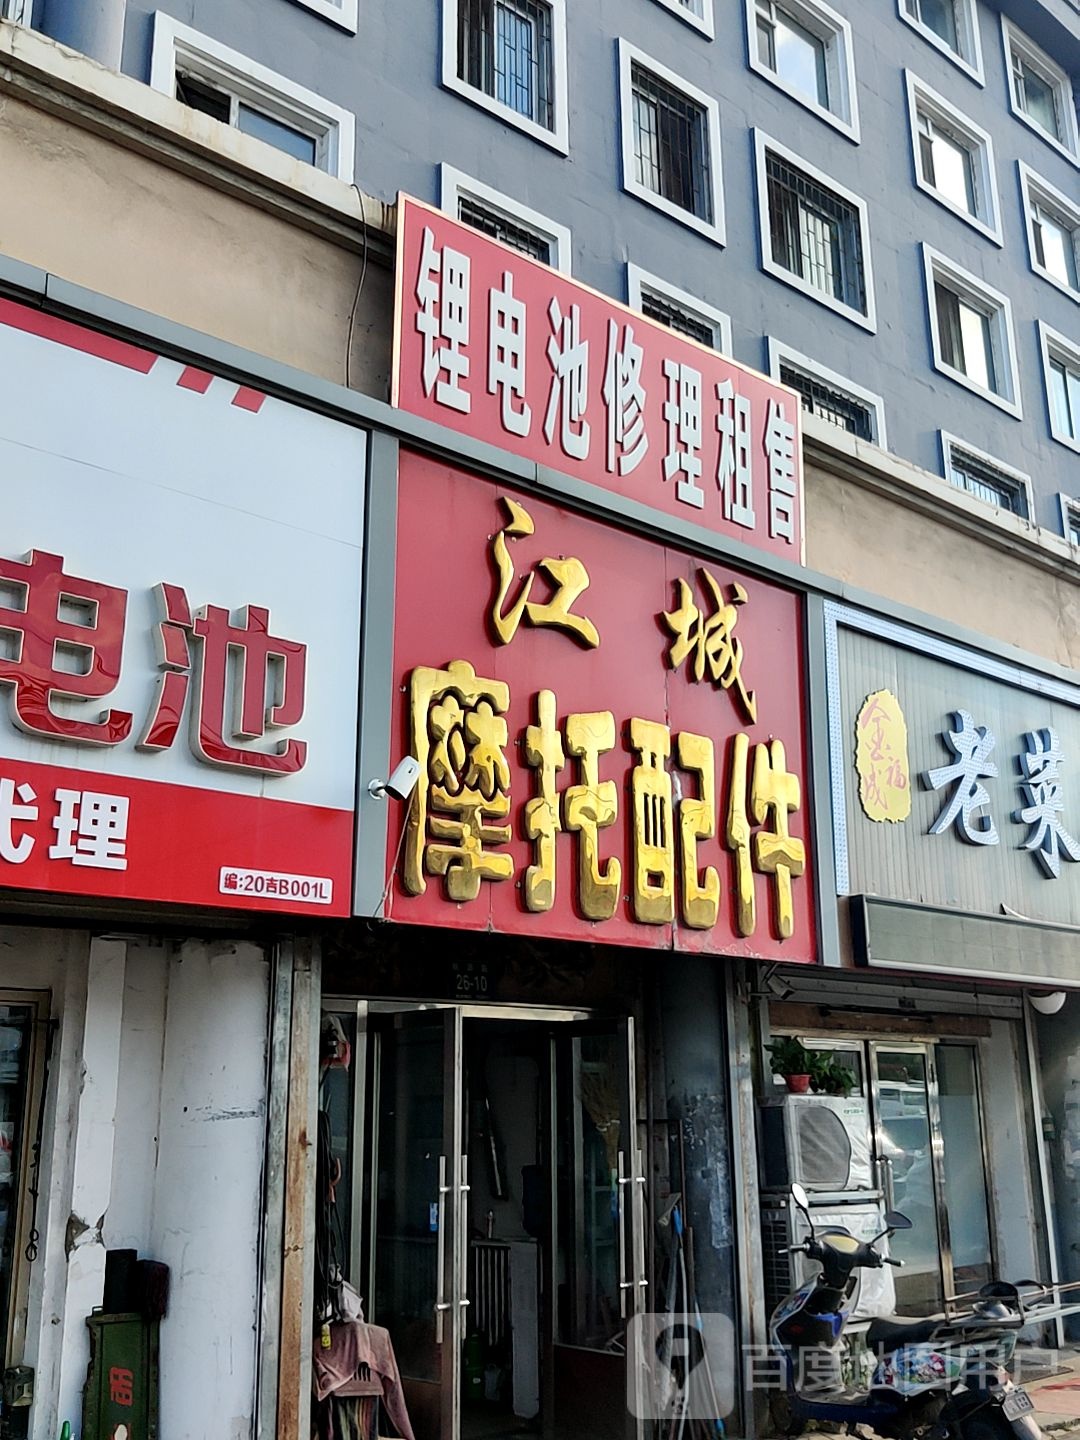 锂电池修理租售
江城
摩托配件
电池
代理
编:20吉B001L
金福成
老菜
26-10
百度地图用户